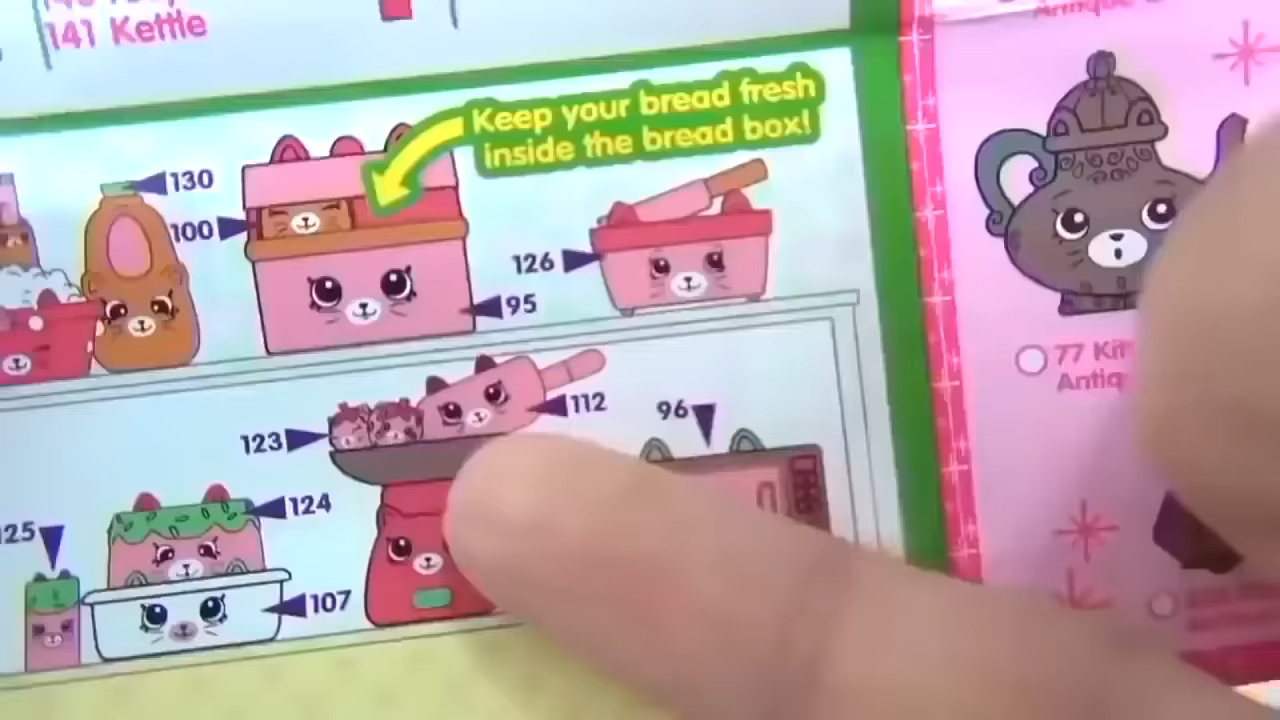 141 Kettle
Keep your bread fresh
inside the bread box!
130
100
126
95
112
96
123
124
125
107
77 Kit
Antiq